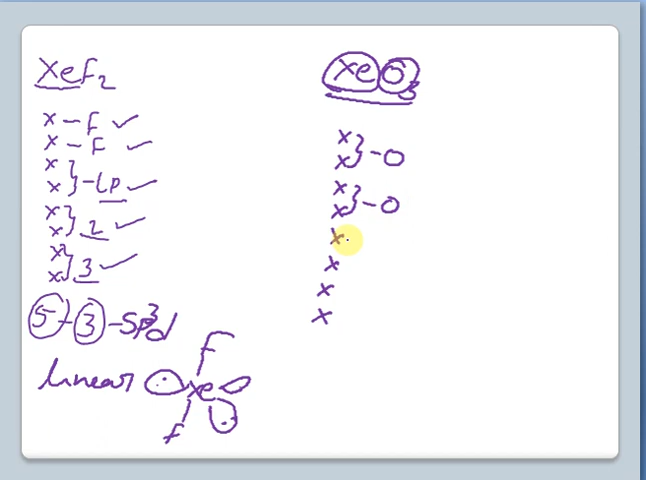 XeF2
x - F ✓
x - F ✓
x
x } - LP ✓
x
x } 2 ✓
x
x } 3 ✓
5 - 3 - sp3d
linear
F
Xe
F
XeO3
x
x } - O
x
x } - O
x
x
x
x